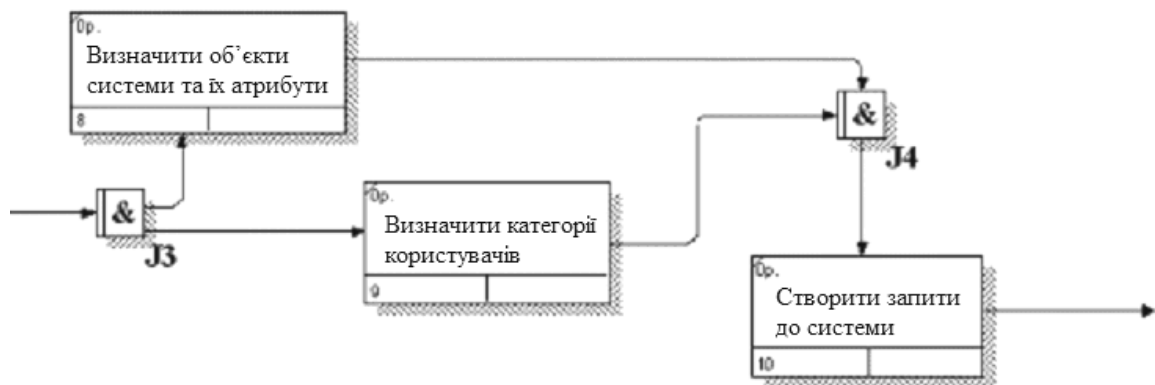 0р.
Визначити об’єкти
системи та їх атрибути
8
&
J3
0р.
Визначити категорії
користувачів
9
&
J4
0р.
Створити запити
до системи
10